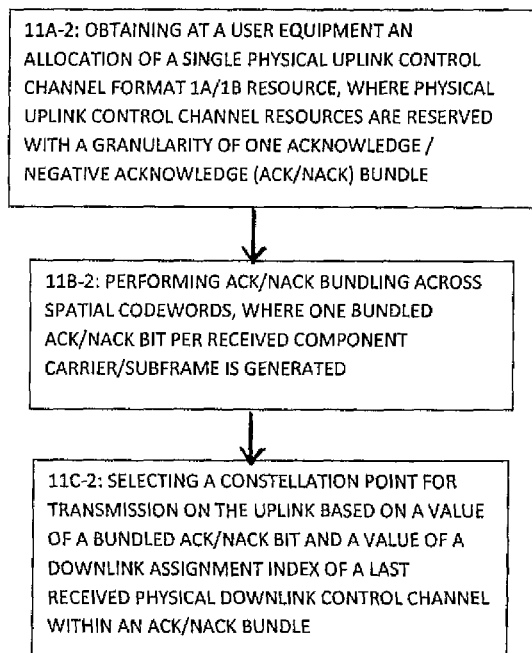 11A-2: OBTAINING AT A USER EQUIPMENT AN
ALLOCATION OF A SINGLE PHYSICAL UPLINK CONTROL
CHANNEL FORMAT 1A/1B RESOURCE, WHERE PHYSICAL
UPLINK CONTROL CHANNEL RESOURCES ARE RESERVED
WITH A GRANULARITY OF ONE ACKNOWLEDGE /
NEGATIVE ACKNOWLEDGE (ACK/NACK) BUNDLE
11B-2: PERFORMING ACK/NACK BUNDLING ACROSS
SPATIAL CODEWORDS, WHERE ONE BUNDLED
ACK/NACK BIT PER RECEIVED COMPONENT
CARRIER/SUBFRAME IS GENERATED
11C-2: SELECTING A CONSTELLATION POINT FOR
TRANSMISSION ON THE UPLINK BASED ON A VALUE
OF A BUNDLED ACK/NACK BIT AND A VALUE OF A
DOWNLINK ASSIGNMENT INDEX OF A LAST
RECEIVED PHYSICAL DOWNLINK CONTROL CHANNEL
WITHIN AN ACK/NACK BUNDLE